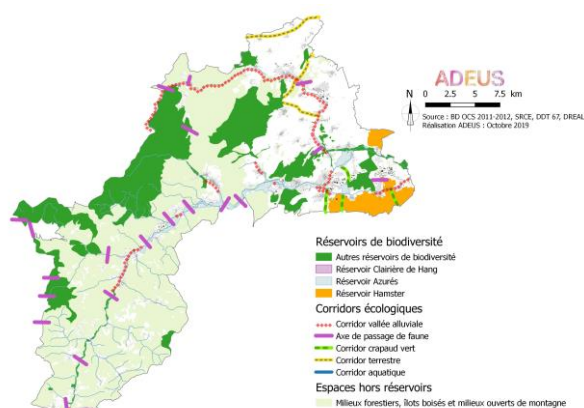 ADEUS
N
0 2.5 5 7.5 km
Source : BD OCS 2011-2012, SRCE, DDT 67, DREAL
Réalisation ADEUS : Octobre 2019
Réservoirs de biodiversité
Autres réservoirs de biodiversité
Réservoir Clairière de Hang
Réservoir Azurés
Réservoir Hamster
Corridors écologiques
Corridor vallée alluviale
Axe de passage de faune
Corridor crapaud vert
Corridor terrestre
Corridor aquatique
Espaces hors réservoirs
Milieux forestiers, îlots boisés et milieux ouverts de montagne